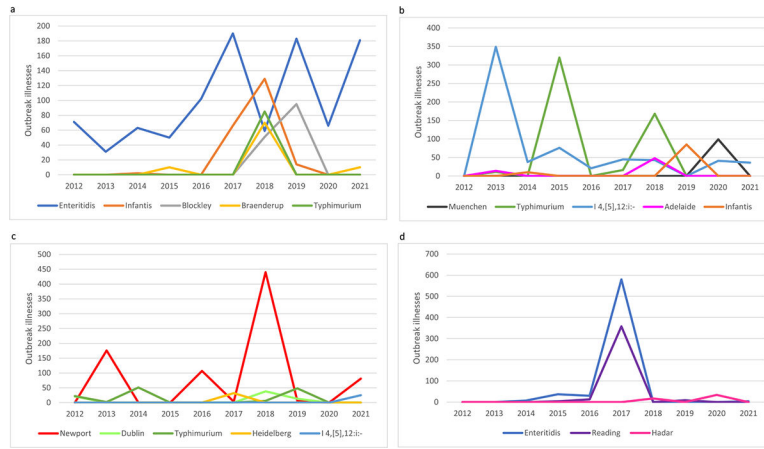 a
200
180
160
140
120
100
80
60
40
20
0
Outbreak illnesses
2012 2013 2014 2015 2016 2017 2018 2019 2020 2021
Enteritidis Infantis Blockley Braenderup Typhimurium
b
400
350
300
250
200
150
100
50
0
Outbreak illnesses
2012 2013 2014 2015 2016 2017 2018 2019 2020 2021
Muenchen Typhimurium I 4,[5],12:i:- Adelaide Infantis
c
500
450
400
350
300
250
200
150
100
50
0
Outbreak illnesses
2012 2013 2014 2015 2016 2017 2018 2019 2020 2021
Newport Dublin Typhimurium Heidelberg I 4,[5],12:i:-
d
700
600
500
400
300
200
100
0
Outbreak illnesses
2012 2013 2014 2015 2016 2017 2018 2019 2020 2021
Enteritidis Reading Hadar